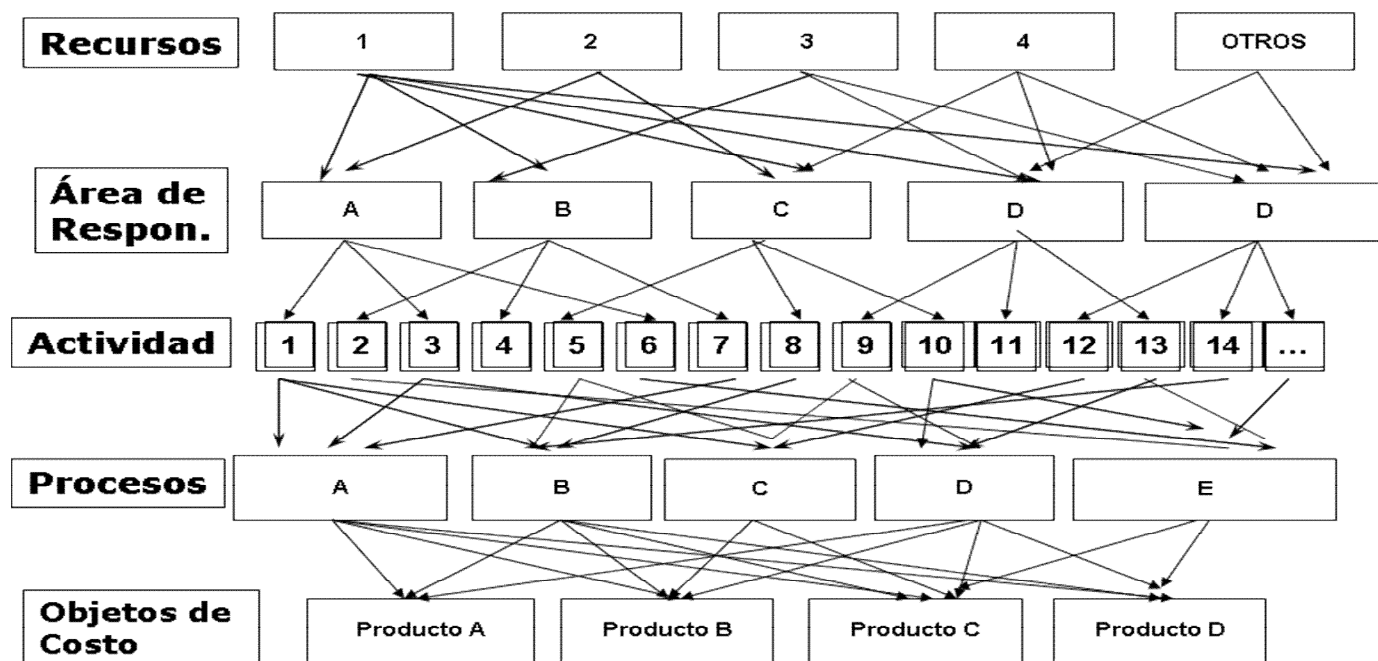 Recursos
1 2 3 4 OTROS
Área de
Respon.
A B C D D
Actividad
1 2 3 4 5 6 7 8 9 10 11 12 13 14 ...
Procesos
A B C D E
Objetos de
Costo
Producto A Producto B Producto C Producto D